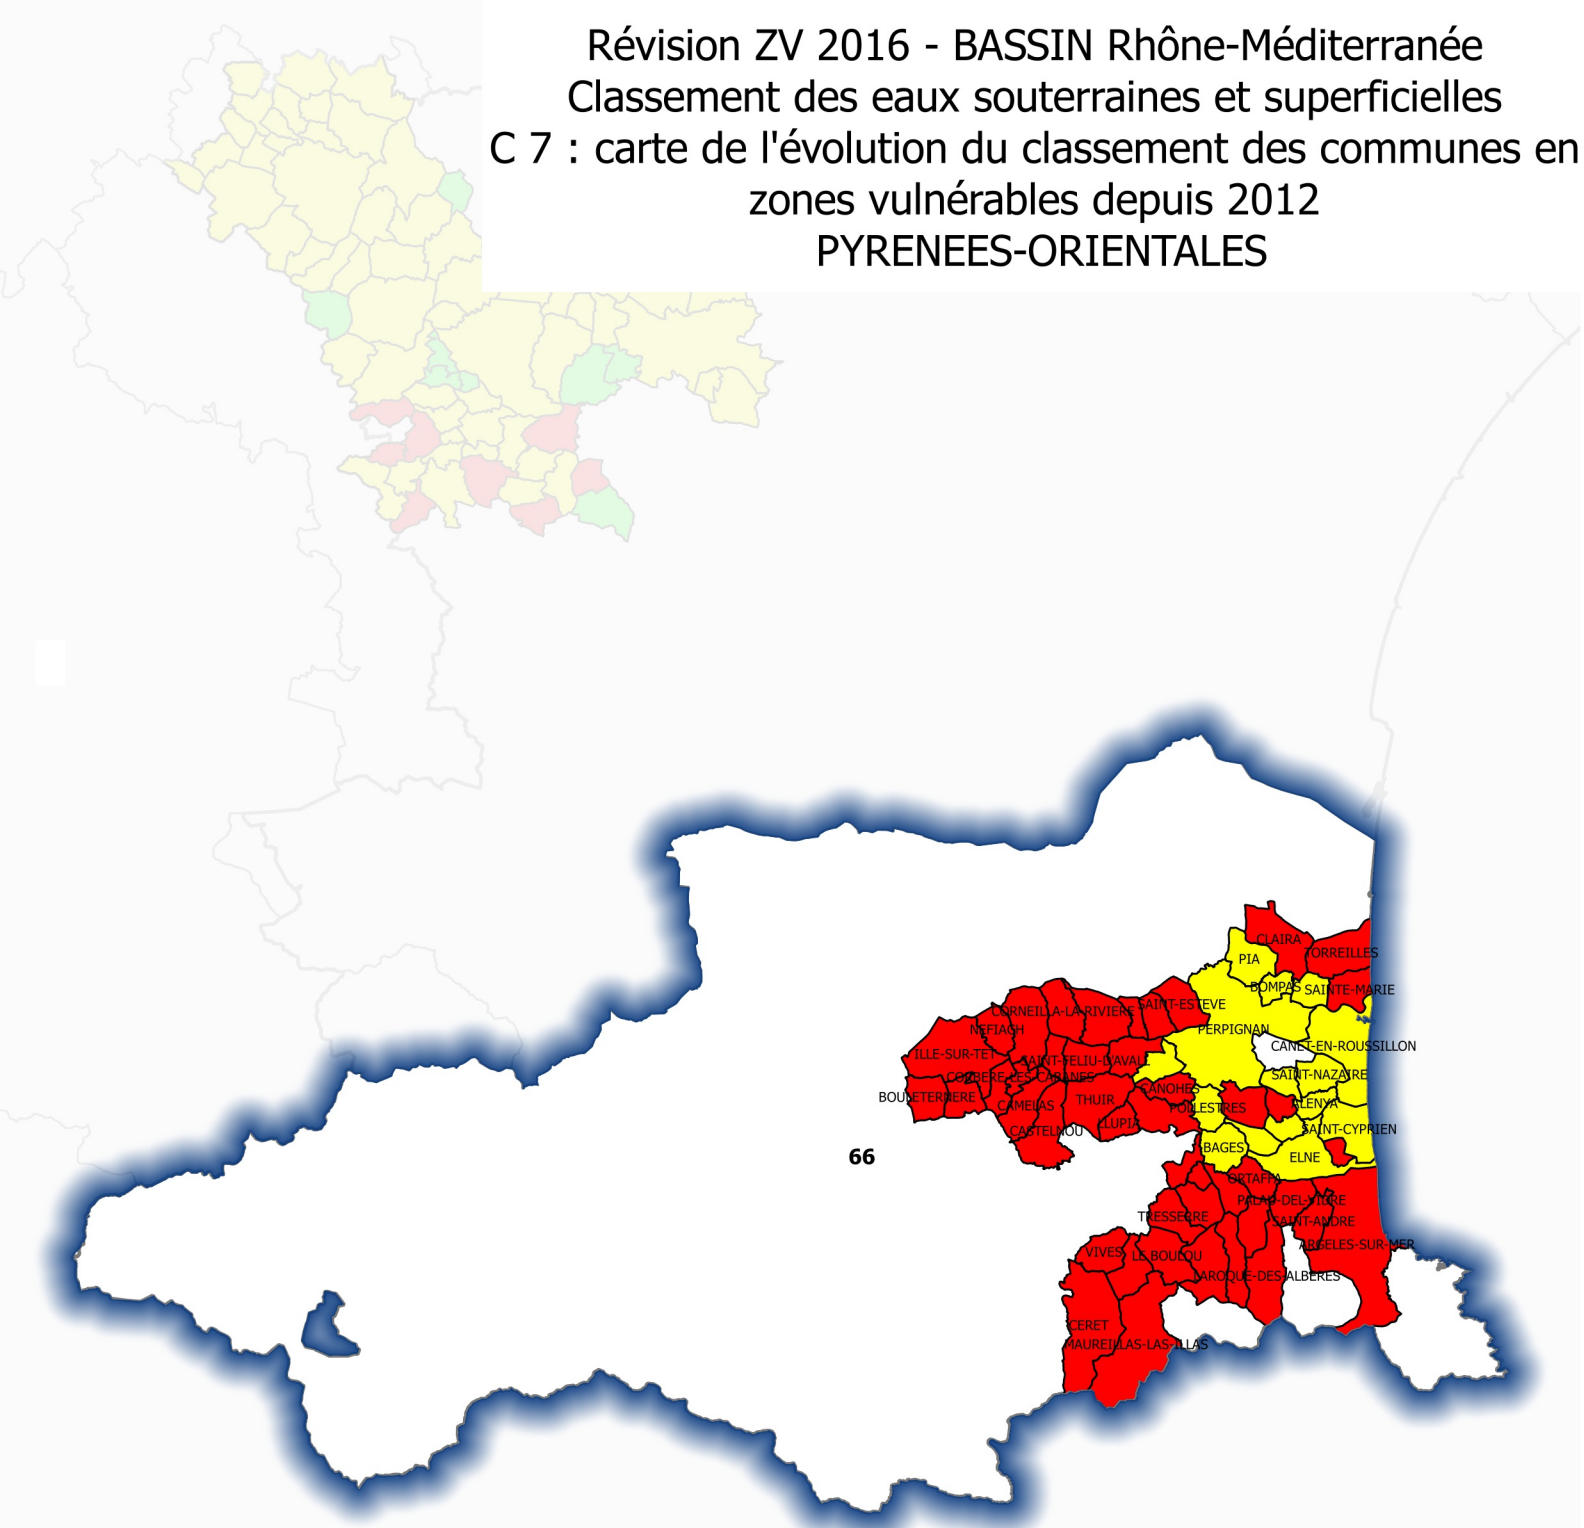 Révision ZV 2016 - BASSIN Rhône-Méditerranée
Classement des eaux souterraines et superficielles
C 7 : carte de l'évolution du classement des communes en
zones vulnérables depuis 2012
PYRENEES-ORIENTALES
CLAIRA
TORREILLES
PIA
BOMPAS
SAINTE-MARIE
SAINT-ESTEVE
CORNEILLA-LA-RIVIERE
NEFIACH
PERPIGNAN
CANET-EN-ROUSSILLON
ILLE-SUR-TET
SAINT-FELIU-D'AVALL
SAINT-NAZAIRE
CORBERE-LES-CABANES
CANOHES
BOULETERNERE
THUIR
CAMELAS
POLLESTRES
ALENYA
LLUPIA
CASTELNOU
SAINT-CYPRIEN
BAGES
ELNE
66
ORTAFFA
PALAU-DEL-VIDRE
TRESSERRE
SAINT-ANDRE
ARGELES-SUR-MER
VIVES
LE BOULOU
LAROQUE-DES-ALBERES
CERET
MAUREILLAS-LAS-ILLAS